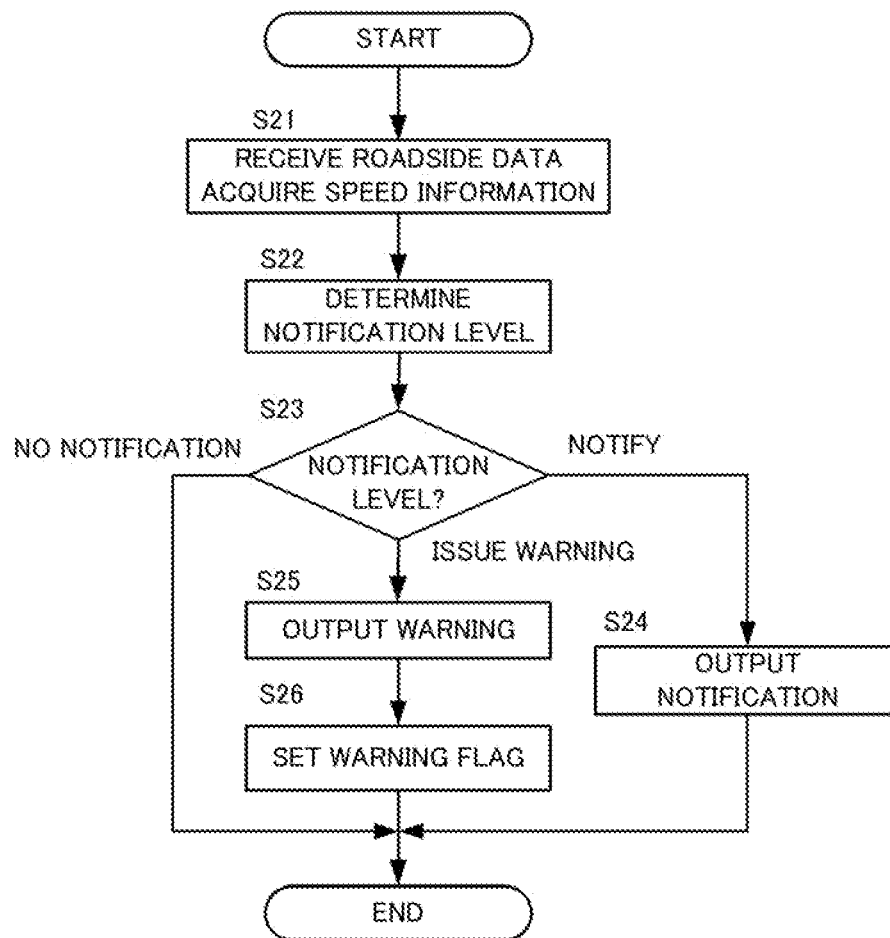 START
S21
RECEIVE ROADSIDE DATA
ACQUIRE SPEED INFORMATION
S22
DETERMINE
NOTIFICATION LEVEL
S23
NO NOTIFICATION
NOTIFY
NOTIFICATION
LEVEL?
ISSUE WARNING
S25
OUTPUT WARNING
S24
OUTPUT
NOTIFICATION
S26
SET WARNING FLAG
END